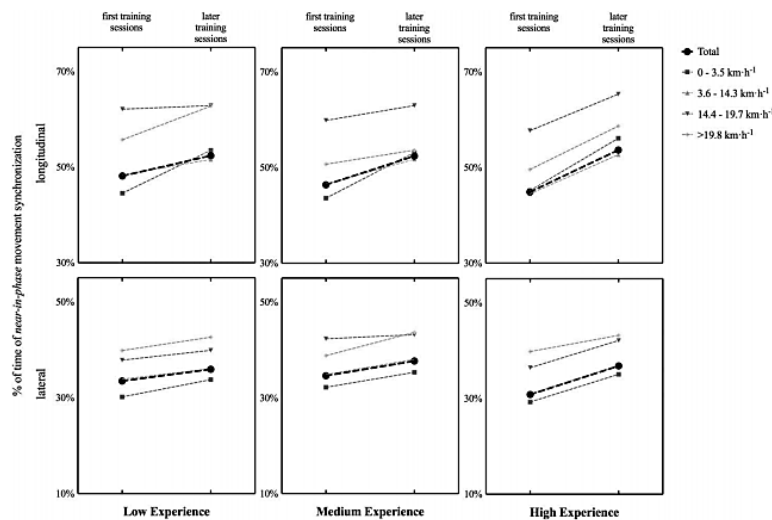 first training sessions
later training sessions
first training sessions
later training sessions
first training sessions
later training sessions
Total
0 - 3.5 km·h-1
3.6 - 14.3 km·h-1
14.4 - 19.7 km·h-1
>19.8 km·h-1
% of time of near-in-phase movement synchronization
longitudinal
70%
70%
70%
50%
50%
50%
30%
30%
30%
lateral
50%
50%
50%
30%
30%
30%
10%
10%
10%
Low Experience
Medium Experience
High Experience